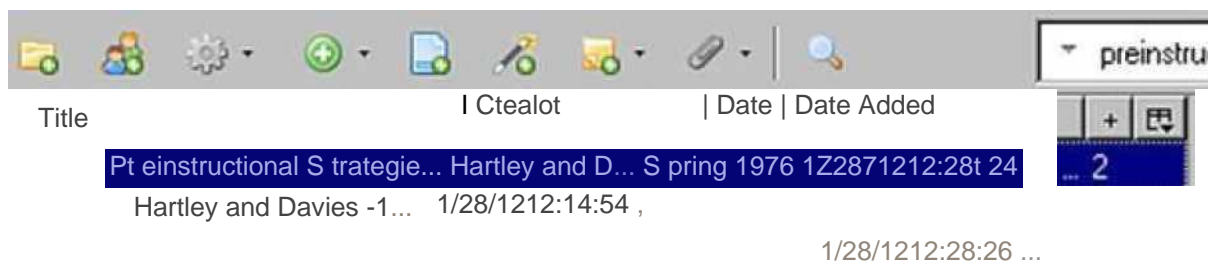 preinstru
Title | Ctealot | Date | Date Added +
Pt einstructional S trategie... Hartley and D... S pring 1976 1Z2871212:28t 24 ... 2
Hartley and Davies -1... 1/28/1212:14:54 ,
1/28/1212:28:26 ...